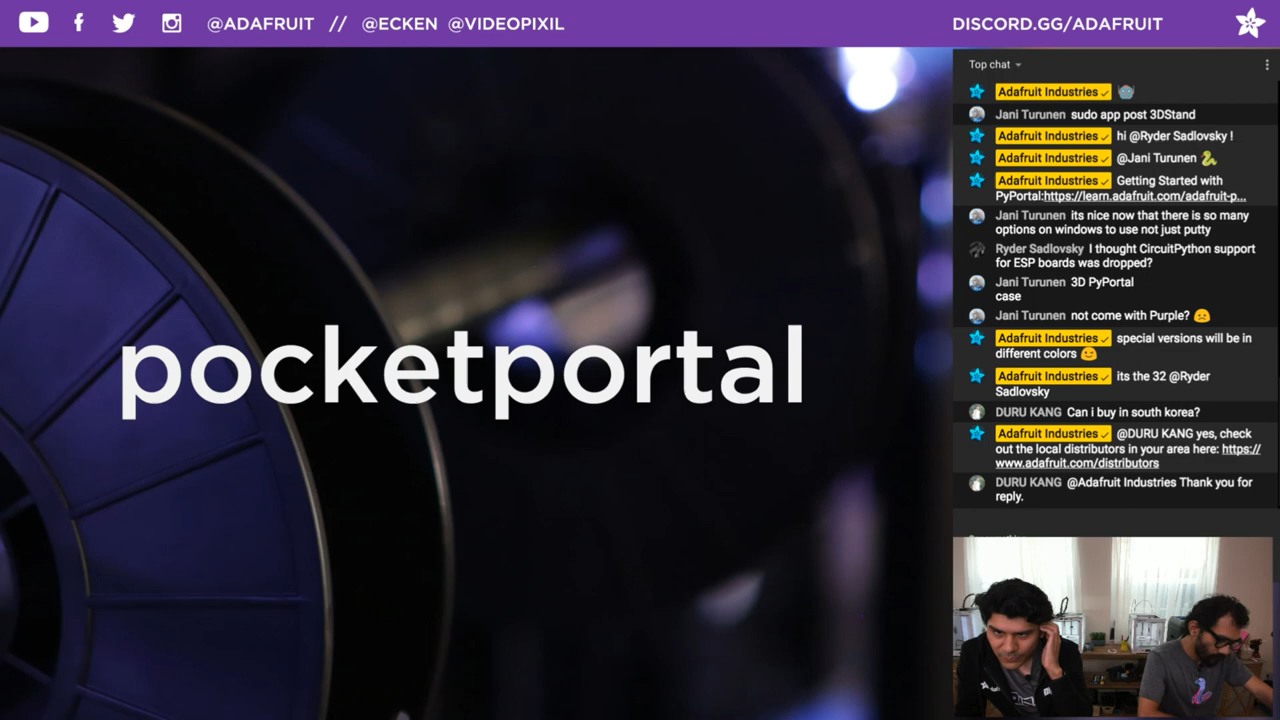 @ADAFRUIT // @ECKEN @VIDEOPIXIL
DISCORD.GG/ADAFRUIT
pocketportal
Top chat
Adafruit Industries
Jani Turunen sudo app post 3DStand
Adafruit Industries hi @Ryder Sadlovsky !
Adafruit Industries @Jani Turunen 🐍
Adafruit Industries Getting Started with
PyPortal:https://learn.adafruit.com/adafruit-p...
Jani Turunen its nice now that there is so many
options on windows to use not just putty
Ryder Sadlovsky I thought CircuitPython support
for ESP boards was dropped?
Jani Turunen 3D PyPortal
case
Jani Turunen not come with Purple? ☹️
Adafruit Industries special versions will be in
different colors 😉
Adafruit Industries its the 32 @Ryder
Sadlovsky
DURU KANG Can i buy in south korea?
Adafruit Industries @DURU KANG yes, check
out the local distributors in your area here: https://
www.adafruit.com/distributors
DURU KANG @Adafruit Industries Thank you for
reply.